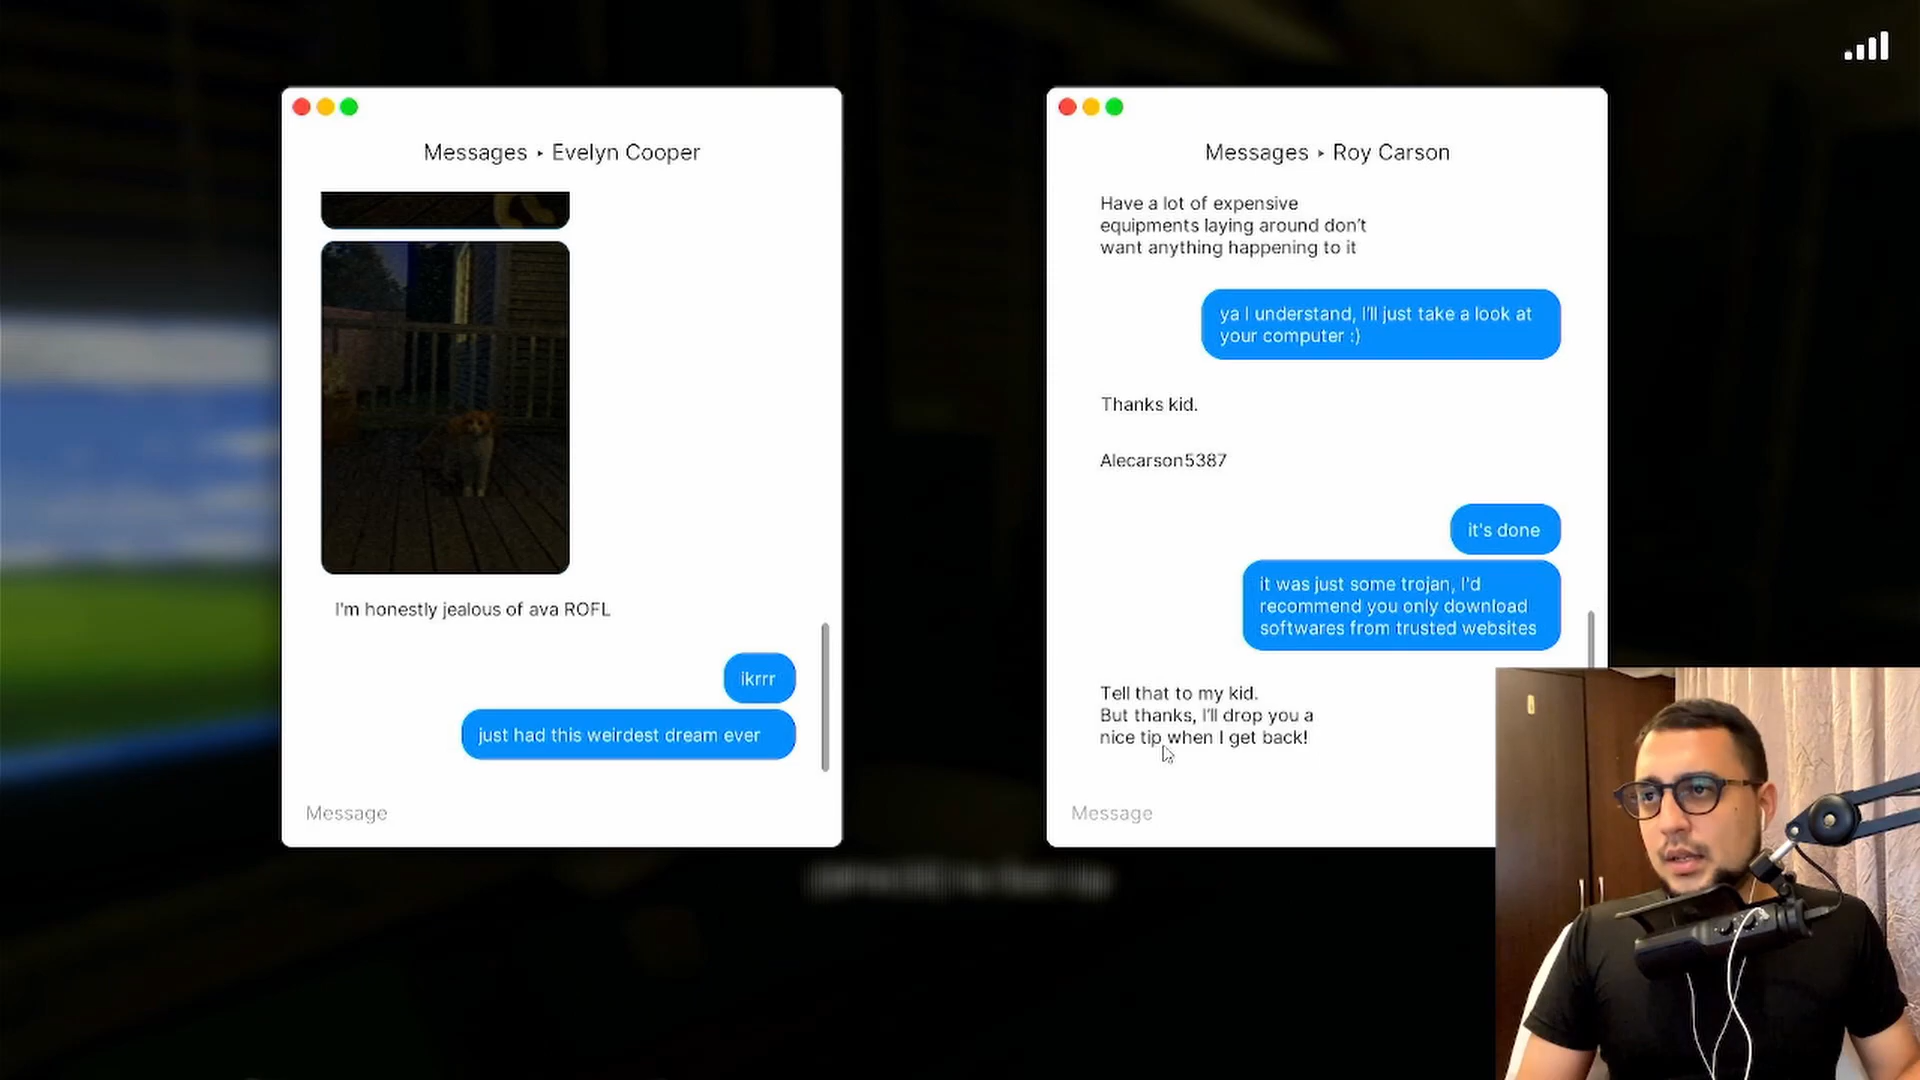 Messages ‣ Evelyn Cooper
I'm honestly jealous of ava ROFL
ikrrr
just had this weirdest dream ever
Message
Messages ‣ Roy Carson
Have a lot of expensive
equipments laying around don't
want anything happening to it
ya I understand, I'll just take a look at
your computer :)
Thanks kid.
Alecarson5387
it's done
it was just some trojan, I'd
recommend you only download
softwares from trusted websites
Tell that to my kid.
But thanks, I'll drop you a
nice tip when I get back!
Message